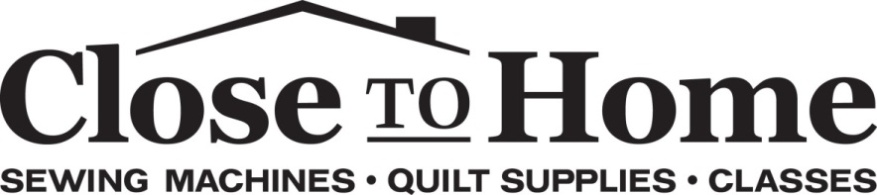 Close TO Home
SEWING MACHINES • QUILT SUPPLIES • CLASSES